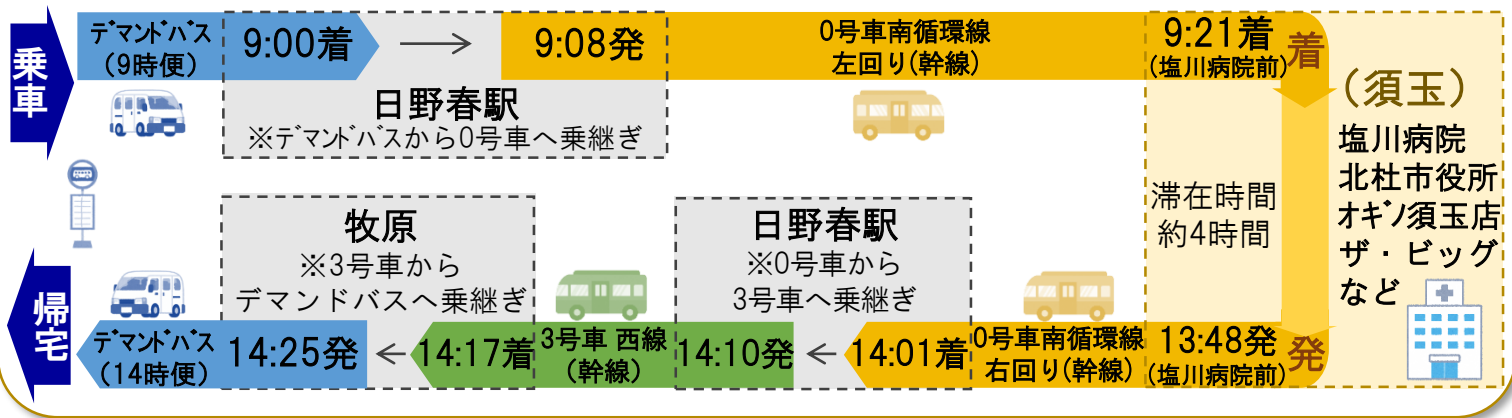 乗車
デマンドバス
(9時便)
9:00着
9:08発
0号車南循環線
左回り(幹線)
9:21着
(塩川病院前)
着
日野春駅
※デマンドバスから0号車へ乗継ぎ
(須玉)
塩川病院
北杜市役所
オギノ須玉店
ザ・ビッグ
など
滞在時間
約4時間
牧原
※3号車から
デマンドバスへ乗継ぎ
日野春駅
※0号車から
3号車へ乗継ぎ
帰宅
デマンドバス
(14時便)
14:25発
14:17着
3号車 西線
(幹線)
14:10発
14:01着
0号車南循環線
右回り(幹線)
13:48発
(塩川病院前)
発